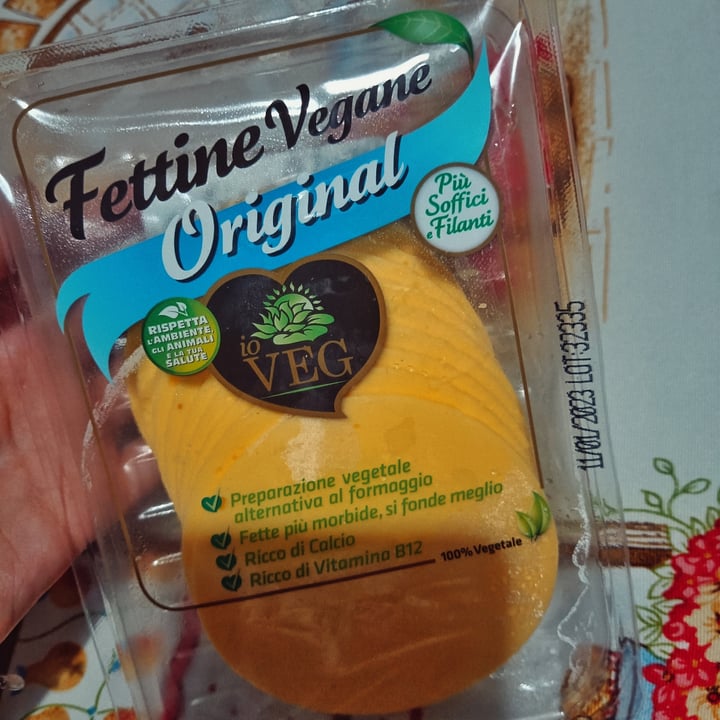 Fettine Vegane
Original
Più
Soffici
e Filanti
RISPETTA
L'AMBIENTE,
GLI ANIMALI
E LA TUA
SALUTE
io
VEG
Preparazione vegetale
alternativa al formaggio
Fette più morbide, si fonde meglio
Ricco di Calcio
Ricco di Vitamina B12
100% Vegetale
11/01/2023 LOT:32335